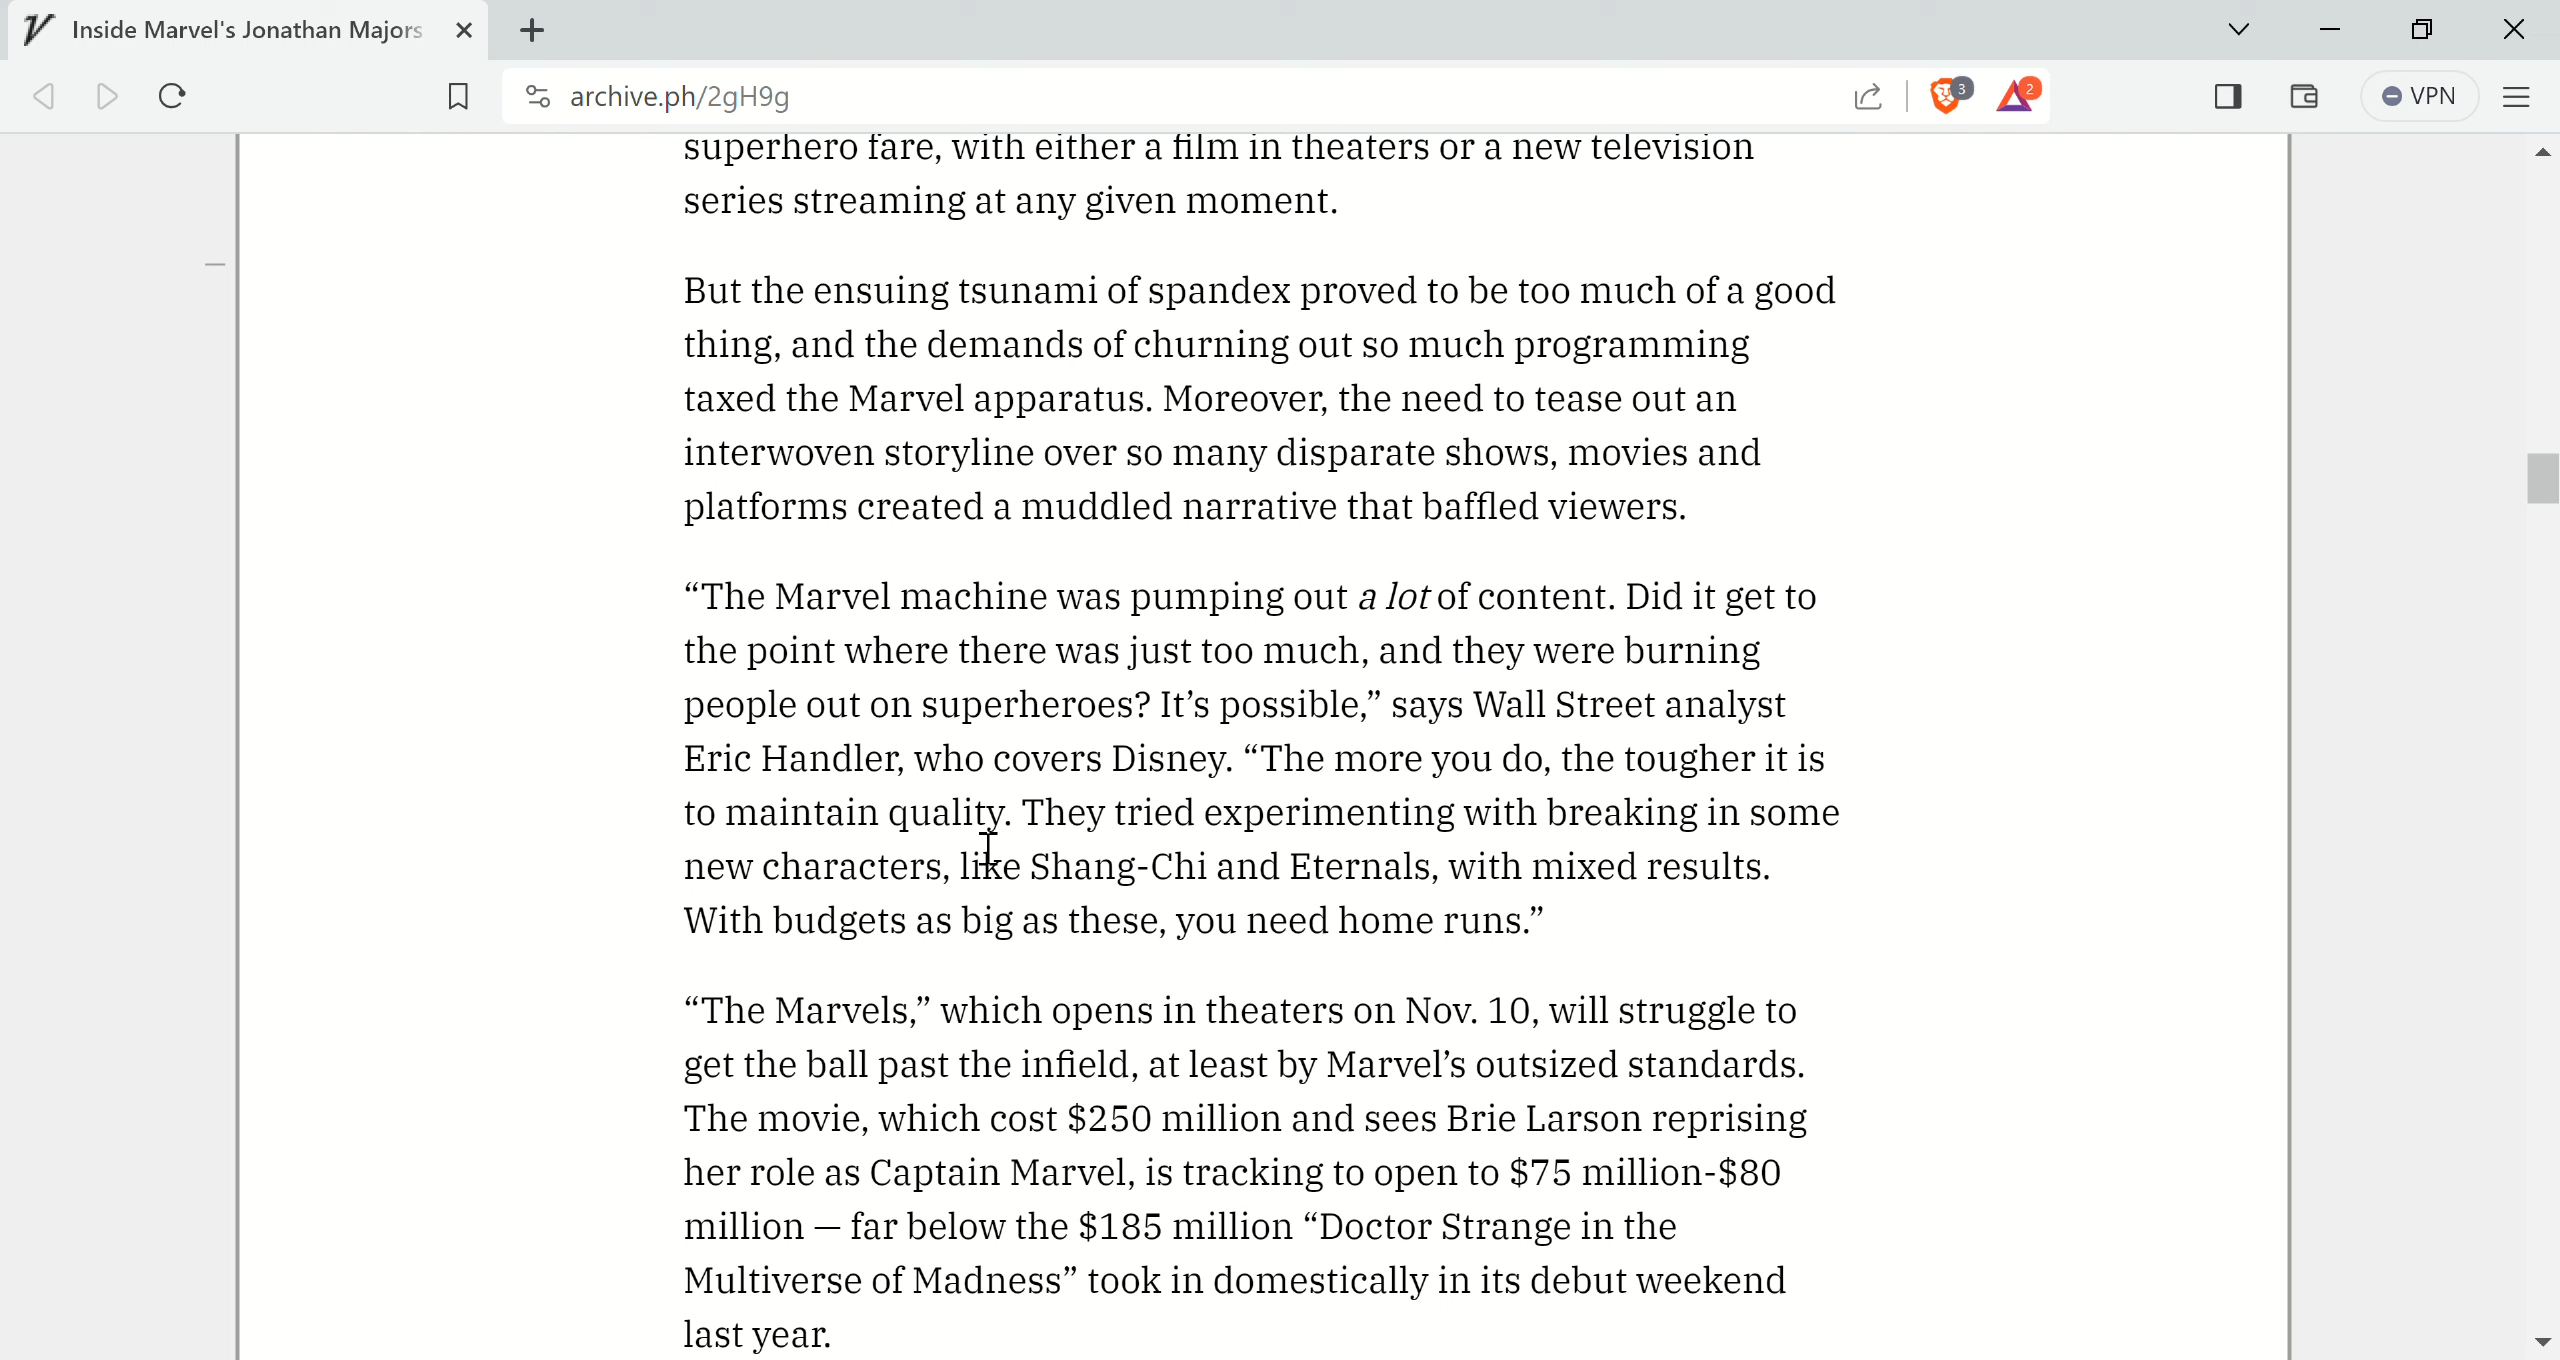 Inside Marvel's Jonathan Majors
archive.ph/2gH9g
3
2
VPN
superhero fare, with either a film in theaters or a new television
series streaming at any given moment.
But the ensuing tsunami of spandex proved to be too much of a good
thing, and the demands of churning out so much programming
taxed the Marvel apparatus. Moreover, the need to tease out an
interwoven storyline over so many disparate shows, movies and
platforms created a muddled narrative that baffled viewers.
“The Marvel machine was pumping out a lot of content. Did it get to
the point where there was just too much, and they were burning
people out on superheroes? It’s possible,” says Wall Street analyst
Eric Handler, who covers Disney. “The more you do, the tougher it is
to maintain quality. They tried experimenting with breaking in some
new characters, like Shang-Chi and Eternals, with mixed results.
With budgets as big as these, you need home runs.”
“The Marvels,” which opens in theaters on Nov. 10, will struggle to
get the ball past the infield, at least by Marvel’s outsized standards.
The movie, which cost $250 million and sees Brie Larson reprising
her role as Captain Marvel, is tracking to open to $75 million-$80
million — far below the $185 million “Doctor Strange in the
Multiverse of Madness” took in domestically in its debut weekend
last year.